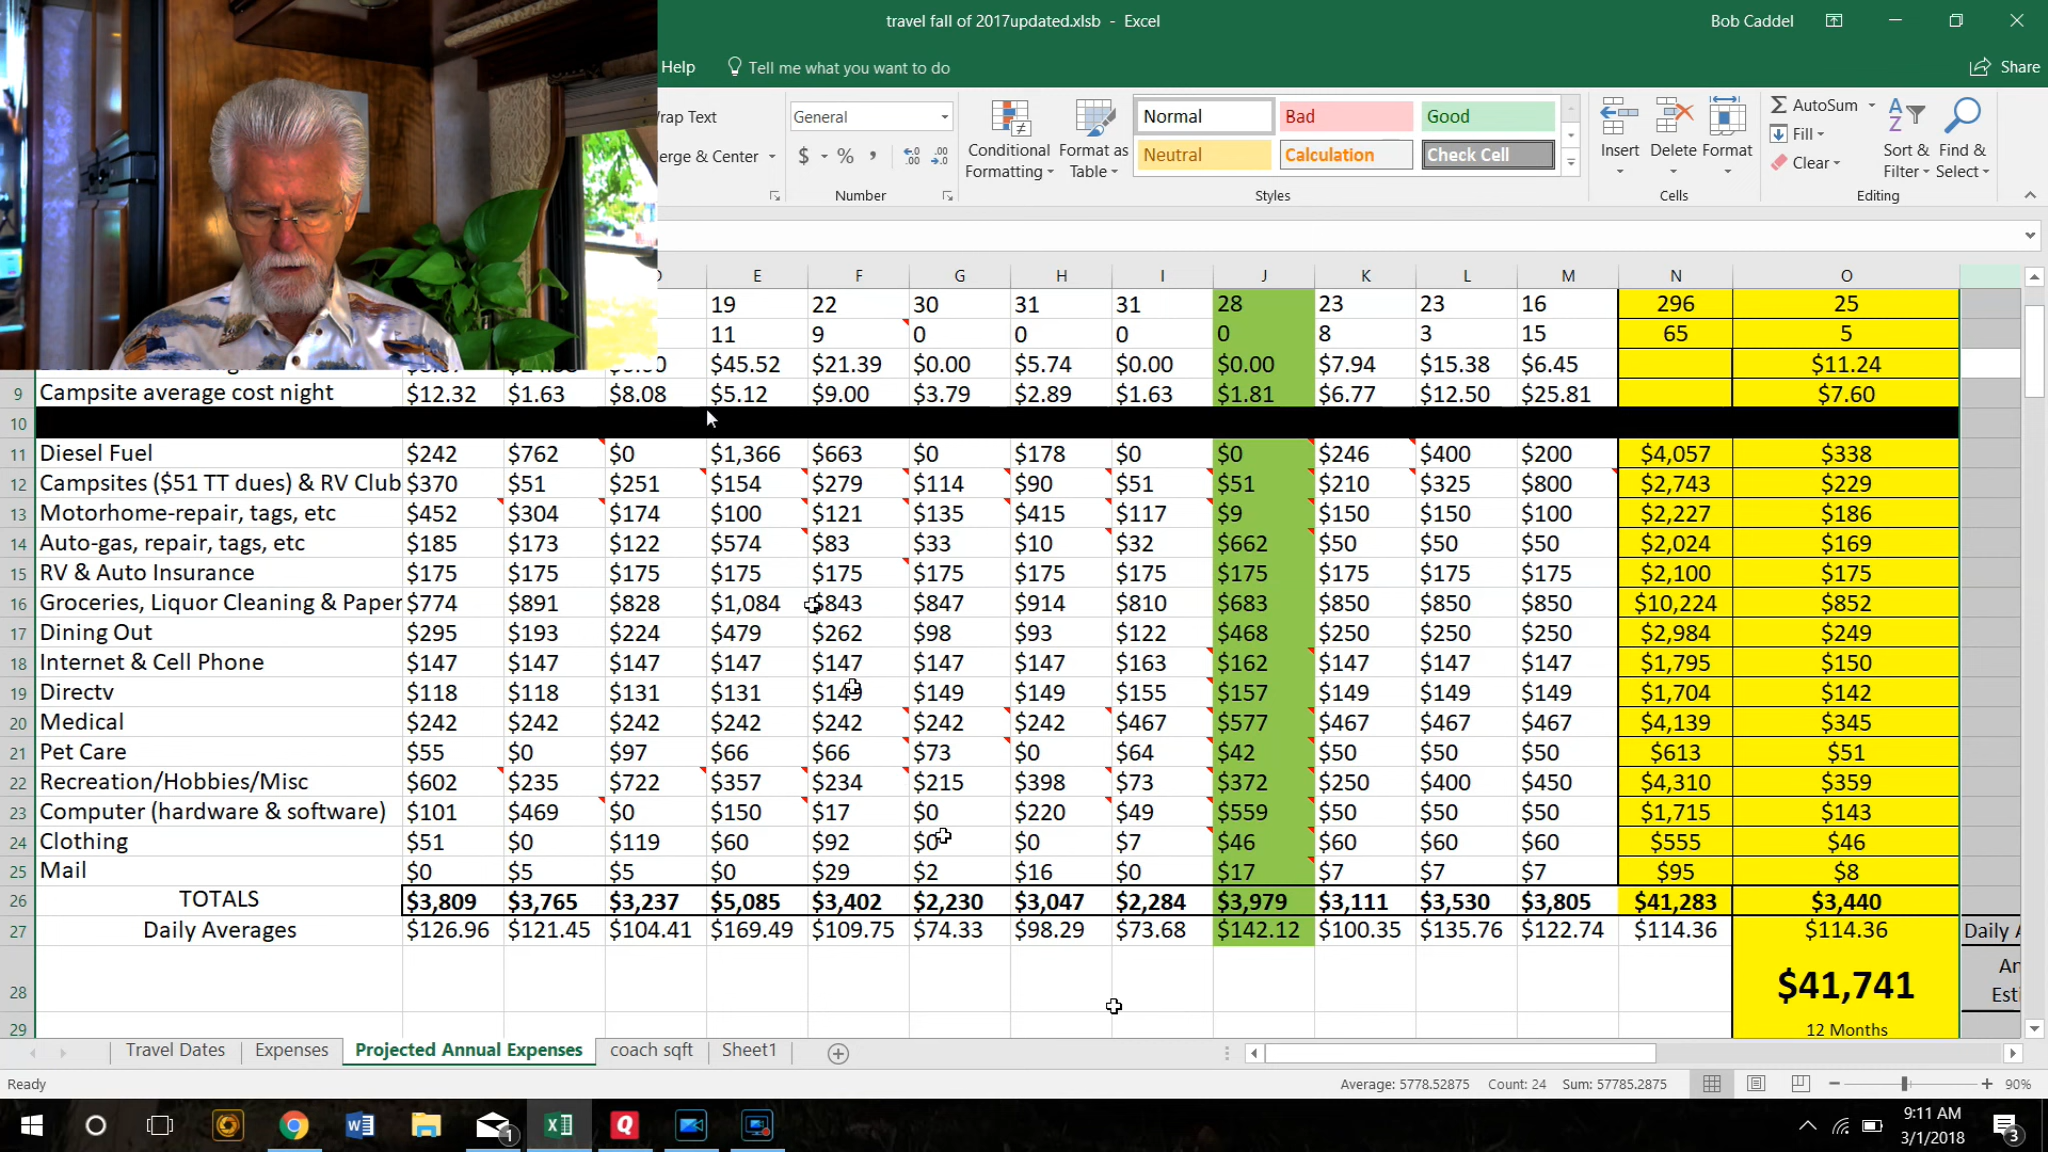 travel fall of 2017updated.xlsb - Excel
Bob Caddel
Help
Tell me what you want to do
Share
rap Text
General
Normal
Bad
Good
AutoSum
erge & Center
$ % ,
Conditional Formatting
Format as Table
Neutral
Calculation
Check Cell
Insert
Delete
Format
Fill
Clear
Sort & Filter
Find & Select
Number
Styles
Cells
Editing
E F G H I J K L M N O
19 22 30 31 31 28 23 23 16 296 25
11 9 0 0 0 0 8 3 15 65 5
$45.52 $21.39 $0.00 $5.74 $0.00 $0.00 $7.94 $15.38 $6.45 $11.24
9 Campsite average cost night $12.32 $1.63 $8.08 $5.12 $9.00 $3.79 $2.89 $1.63 $1.81 $6.77 $12.50 $25.81 $7.60
10
11 Diesel Fuel $242 $762 $0 $1,366 $663 $0 $178 $0 $0 $246 $400 $200 $4,057 $338
12 Campsites ($51 TT dues) & RV Club $370 $51 $251 $154 $279 $114 $90 $51 $51 $210 $325 $800 $2,743 $229
13 Motorhome-repair, tags, etc $452 $304 $174 $100 $121 $135 $415 $117 $9 $150 $150 $100 $2,227 $186
14 Auto-gas, repair, tags, etc $185 $173 $122 $574 $83 $33 $10 $32 $662 $50 $50 $50 $2,024 $169
15 RV & Auto Insurance $175 $175 $175 $175 $175 $175 $175 $175 $175 $175 $175 $175 $2,100 $175
16 Groceries, Liquor Cleaning & Paper $774 $891 $828 $1,084 $843 $847 $914 $810 $683 $850 $850 $850 $10,224 $852
17 Dining Out $295 $193 $224 $479 $262 $98 $93 $122 $468 $250 $250 $250 $2,984 $249
18 Internet & Cell Phone $147 $147 $147 $147 $147 $147 $147 $163 $162 $147 $147 $147 $1,795 $150
19 Directv $118 $118 $131 $131 $149 $149 $149 $155 $157 $149 $149 $149 $1,704 $142
20 Medical $242 $242 $242 $242 $242 $242 $242 $467 $577 $467 $467 $467 $4,139 $345
21 Pet Care $55 $0 $97 $66 $66 $73 $0 $64 $42 $50 $50 $50 $613 $51
22 Recreation/Hobbies/Misc $602 $235 $722 $357 $234 $215 $398 $73 $372 $250 $400 $450 $4,310 $359
23 Computer (hardware & software) $101 $469 $0 $150 $17 $0 $220 $49 $559 $50 $50 $50 $1,715 $143
24 Clothing $51 $0 $119 $60 $92 $0 $0 $7 $46 $60 $60 $60 $555 $46
25 Mail $0 $5 $5 $0 $29 $2 $16 $0 $17 $7 $7 $7 $95 $8
26 TOTALS $3,809 $3,765 $3,237 $5,085 $3,402 $2,230 $3,047 $2,284 $3,979 $3,111 $3,530 $3,805 $41,283 $3,440
27 Daily Averages $126.96 $121.45 $104.41 $169.49 $109.75 $74.33 $98.29 $73.68 $142.12 $100.35 $135.76 $122.74 $114.36 $114.36 Daily
28 $41,741 An
Esti
29 12 Months
Travel Dates Expenses Projected Annual Expenses coach sqft Sheet1
Ready
Average: 5778.52875 Count: 24 Sum: 57785.2875
90%
1
9:11 AM
3/1/2018
3